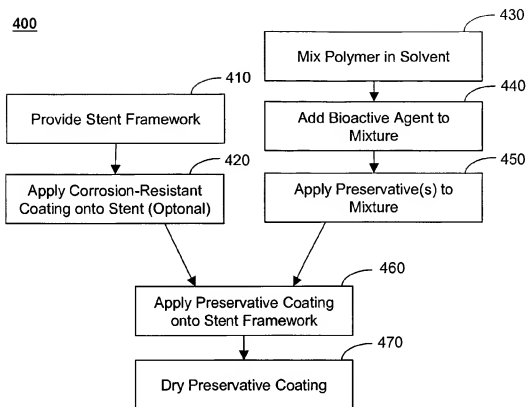 400
430
Mix Polymer in Solvent
410
440
Provide Stent Framework
Add Bioactive Agent to
Mixture
420
450
Apply Corrosion-Resistant
Coating onto Stent (Optonal)
Apply Preservative(s) to
Mixture
460
Apply Preservative Coating
onto Stent Framework
470
Dry Preservative Coating